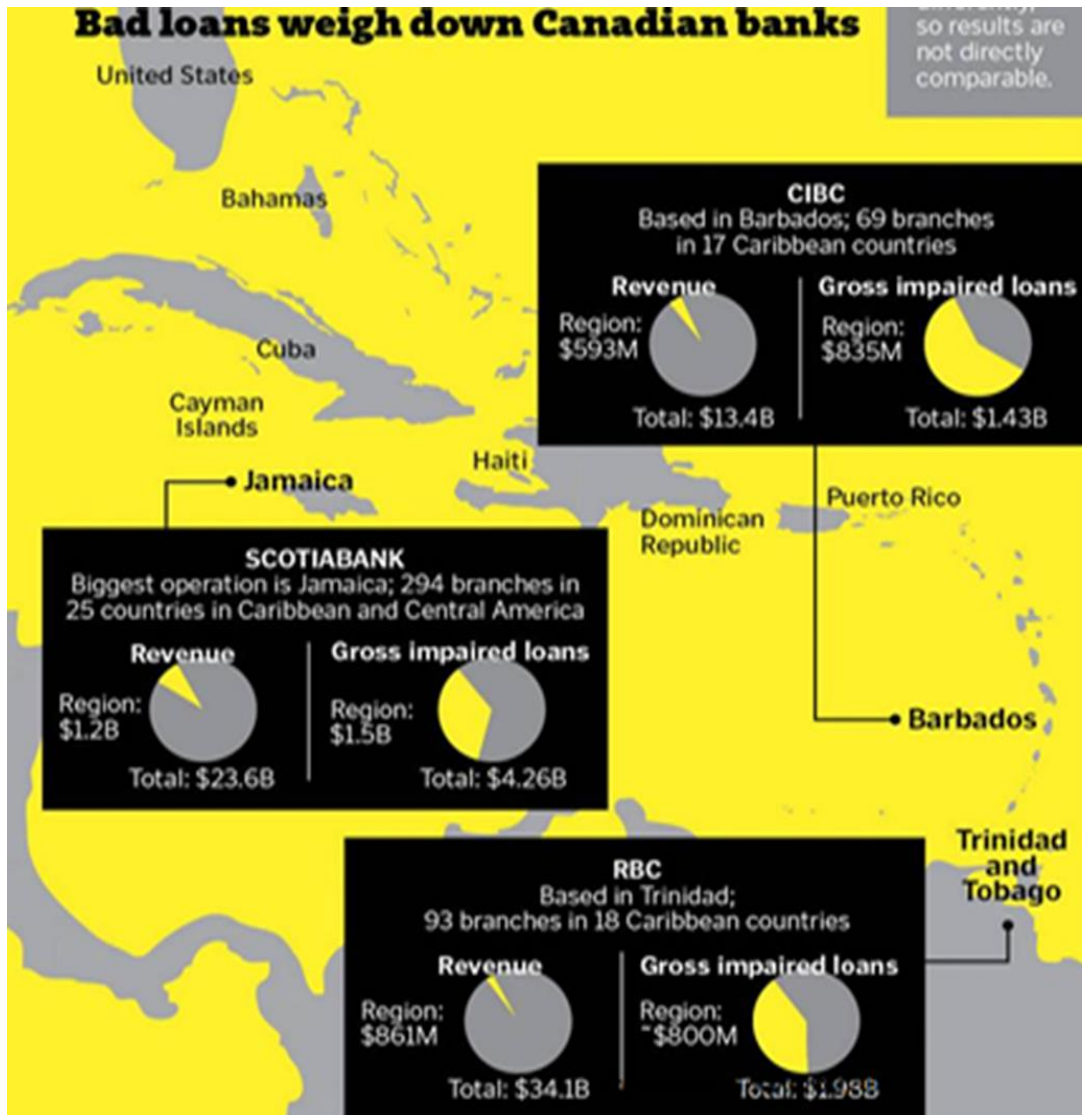 Bad loans weigh down Canadian banks
so results are
not directly
comparable.
United States
Bahamas
Cuba
Cayman
Islands
Haiti
Jamaica
Dominican
Republic
Puerto Rico
Barbados
Trinidad
and
Tobago
CIBC
Based in Barbados; 69 branches
in 17 Caribbean countries
Revenue
Region:
$593M
Total: $13.4B
Gross impaired loans
Region:
$835M
Total: $1.43B
SCOTIABANK
Biggest operation is Jamaica; 294 branches in
25 countries in Caribbean and Central America
Revenue
Region:
$1.2B
Total: $23.6B
Gross impaired loans
Region:
$1.5B
Total: $4.26B
RBC
Based in Trinidad;
93 branches in 18 Caribbean countries
Revenue
Region:
$861M
Total: $34.1B
Gross impaired loans
Region:
~$800M
Total: $1.98B